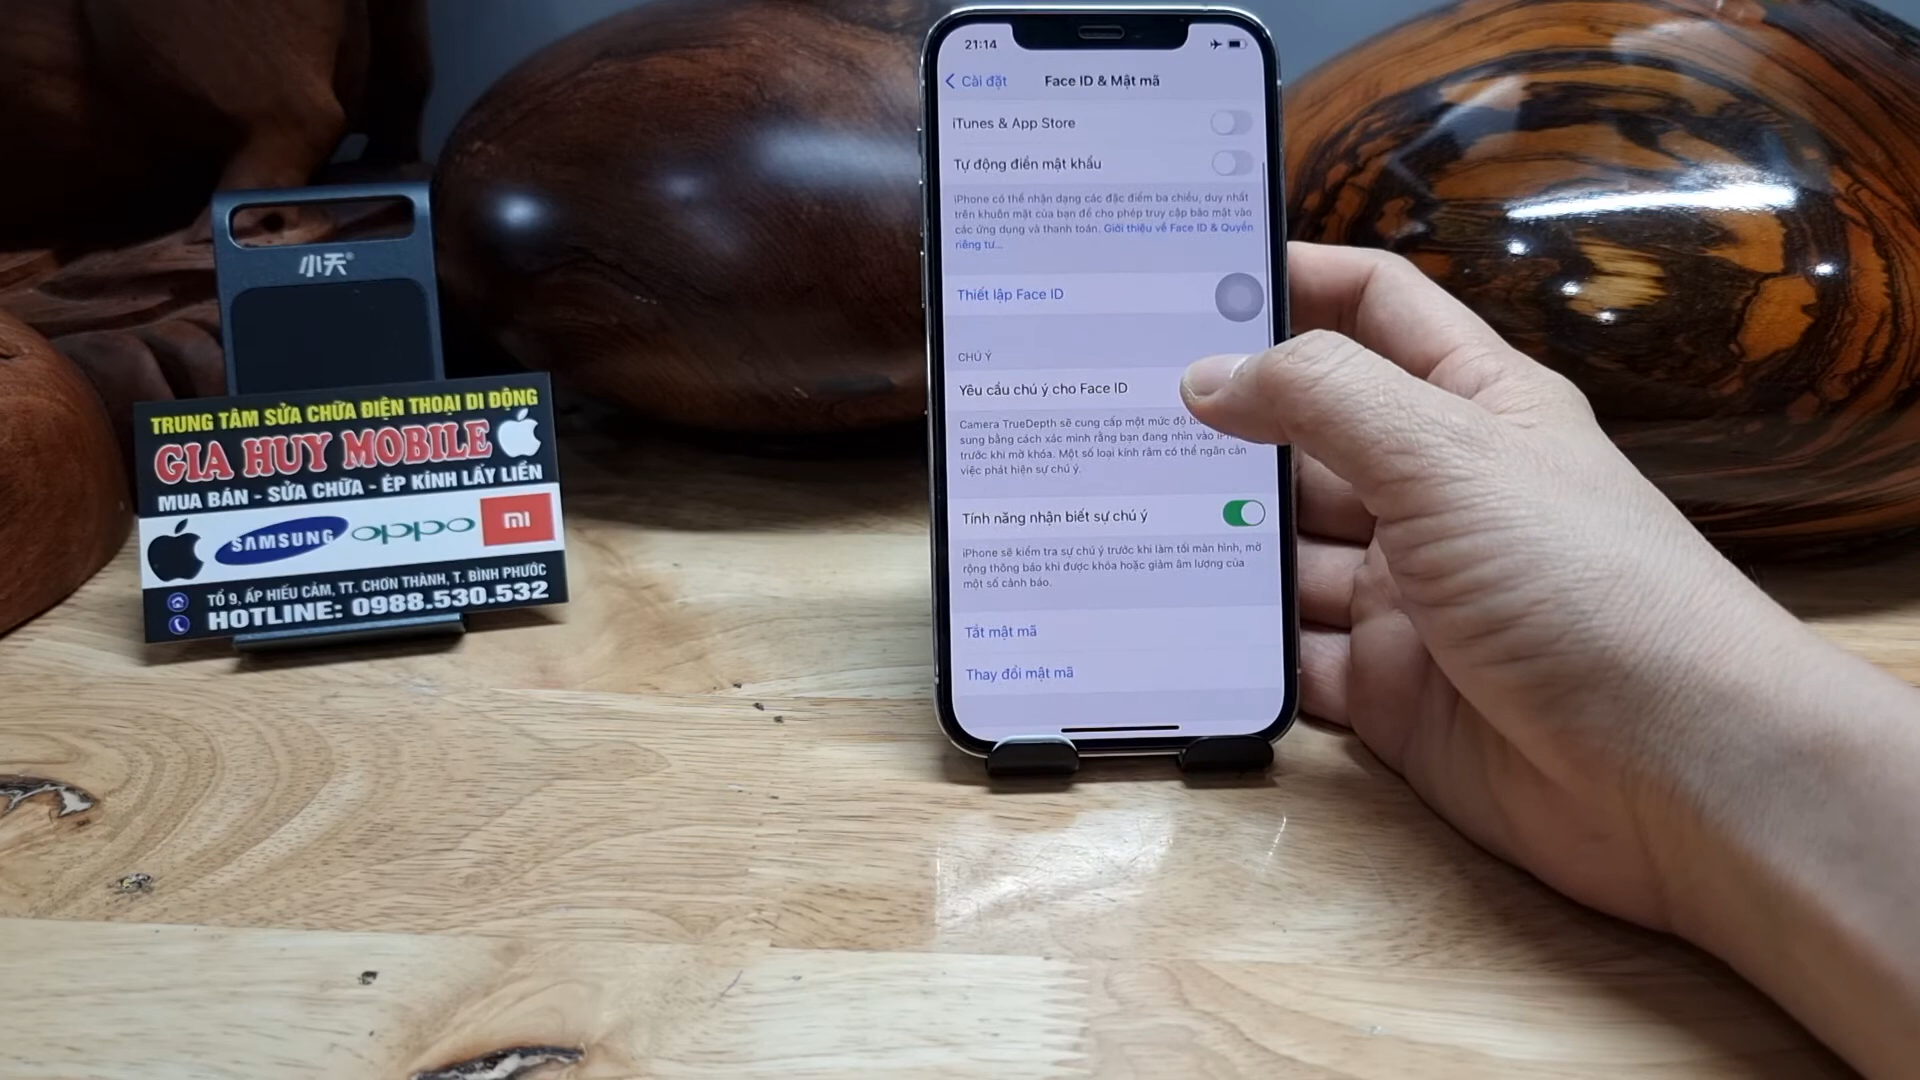 小天®
TRUNG TÂM SỬA CHỮA ĐIỆN THOẠI DI ĐỘNG
GIA HUY MOBILE
MUA BÁN - SỬA CHỮA - ÉP KÍNH LẤY LIỀN
SAMSUNG oppo mi
TỔ 9, ẤP HIẾU CẢM, TT. CHƠN THÀNH, T. BÌNH PHƯỚC
HOTLINE: 0988.530.532
21:14
Cài đặt Face ID & Mật mã
iTunes & App Store
Tự động điền mật khẩu
iPhone có thể nhận dạng các đặc điểm ba chiều, duy nhất
trên khuôn mặt của bạn để cho phép truy cập bảo mật vào
các ứng dụng và thanh toán. Giới thiệu về Face ID & Quyền
riêng tư...
Thiết lập Face ID
CHÚ Ý
Yêu cầu chú ý cho Face ID
Camera TrueDepth sẽ cung cấp một mức độ
sung bằng cách xác minh rằng bạn đang nhìn vào
trước khi mở khóa. Một số loại kính râm có thể ngăn cản
việc phát hiện sự chú ý.
Tính năng nhận biết sự chú ý
iPhone sẽ kiểm tra sự chú ý trước khi làm tối màn hình, mở
rộng thông báo khi được khóa hoặc giảm âm lượng của
một số cảnh báo.
Tắt mật mã
Thay đổi mật mã